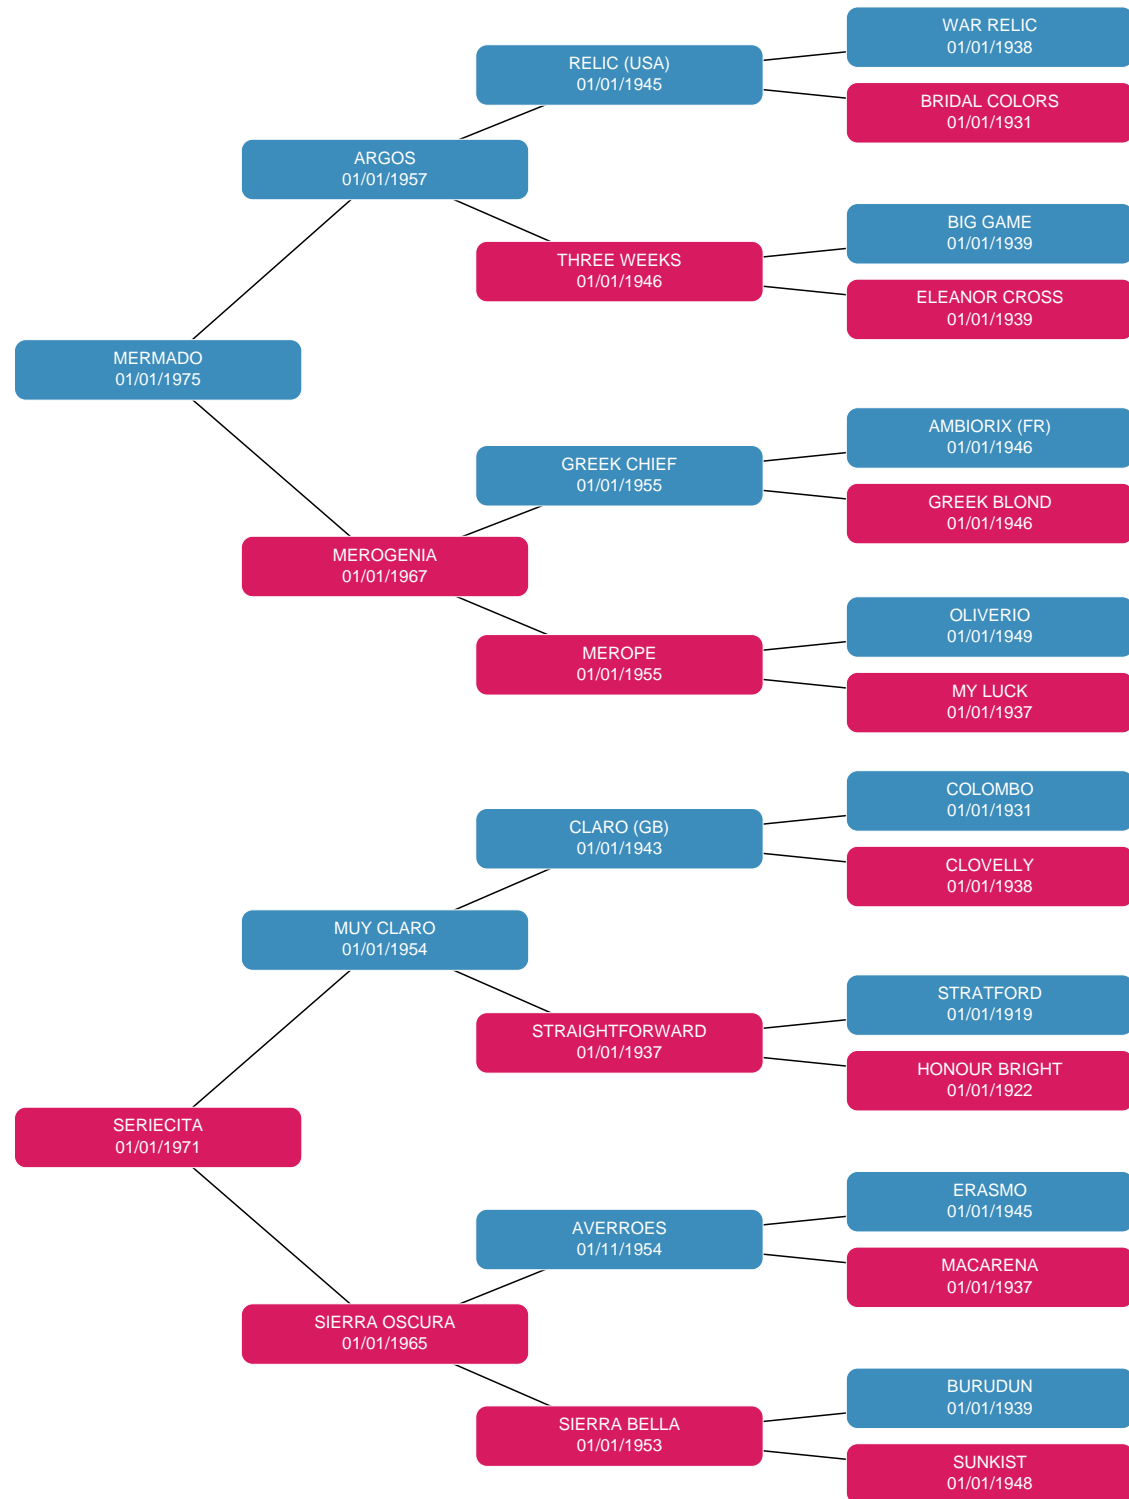 WAR RELIC
01/01/1938
RELIC (USA)
01/01/1945
BRIDAL COLORS
01/01/1931
ARGOS
01/01/1957
BIG GAME
01/01/1939
THREE WEEKS
01/01/1946
ELEANOR CROSS
01/01/1939
MERMADO
01/01/1975
AMBIORIX (FR)
01/01/1946
GREEK CHIEF
01/01/1955
GREEK BLOND
01/01/1946
MEROGENIA
01/01/1967
OLIVERIO
01/01/1949
MEROPE
01/01/1955
MY LUCK
01/01/1937
COLOMBO
01/01/1931
CLARO (GB)
01/01/1943
CLOVELLY
01/01/1938
MUY CLARO
01/01/1954
STRATFORD
01/01/1919
STRAIGHTFORWARD
01/01/1937
HONOUR BRIGHT
01/01/1922
SERIECITA
01/01/1971
ERASMO
01/01/1945
AVERROES
01/11/1954
MACARENA
01/01/1937
SIERRA OSCURA
01/01/1965
BURUDUN
01/01/1939
SIERRA BELLA
01/01/1953
SUNKIST
01/01/1948